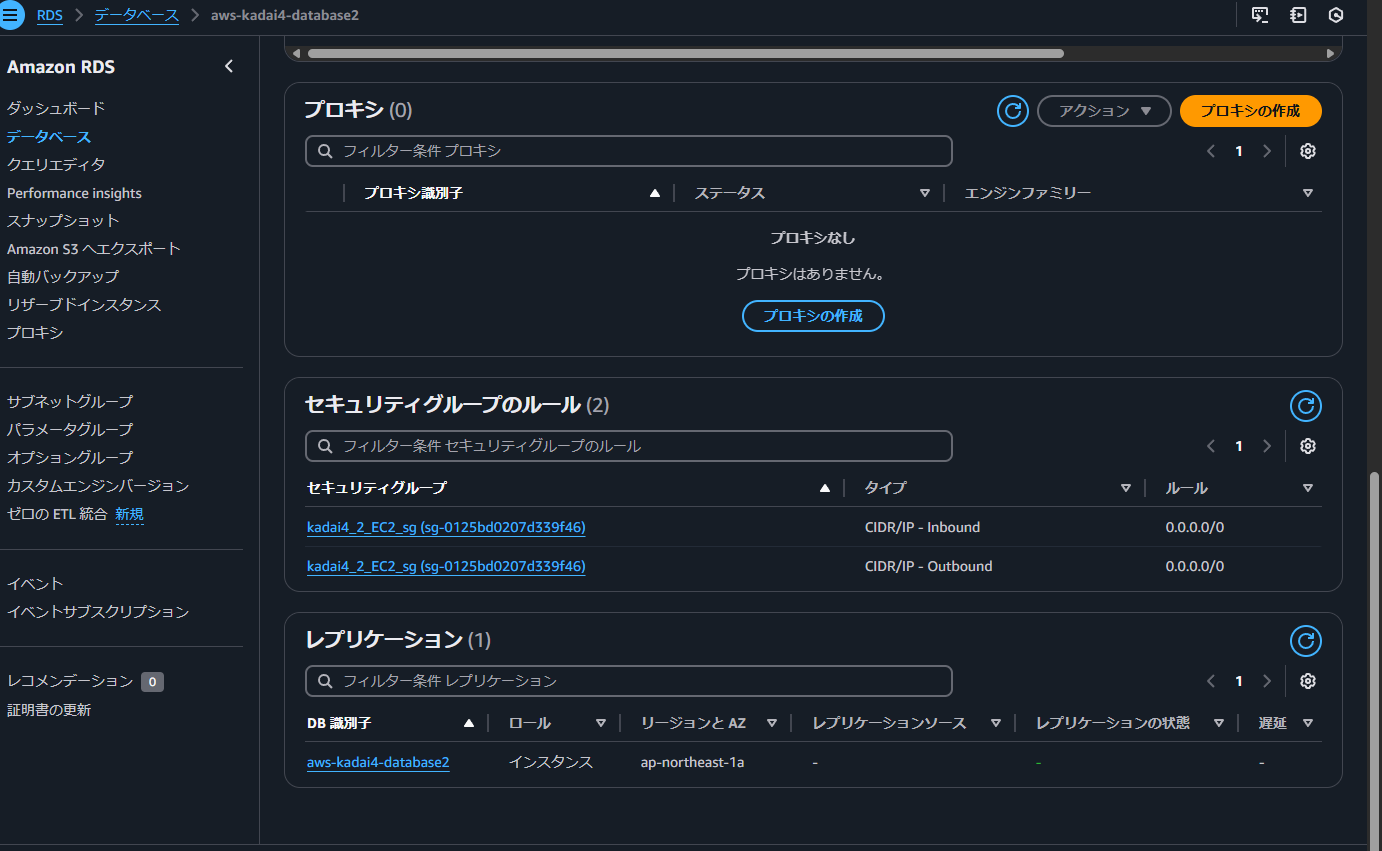 RDS > データベース > aws-kadai4-database2
Amazon RDS
ダッシュボード
データベース
クエリエディタ
Performance insights
スナップショット
Amazon S3 へエクスポート
自動バックアップ
リザーブドインスタンス
プロキシ
サブネットグループ
パラメータグループ
オプショングループ
カスタムエンジンバージョン
ゼロの ETL 統合 新規
イベント
イベントサブスクリプション
レコメンデーション 0
証明書の更新
プロキシ (0)
アクション プロキシの作成
フィルター条件 プロキシ 1
プロキシ識別子 ステータス エンジンファミリー
プロキシなし
プロキシはありません。
プロキシの作成
セキュリティグループのルール (2)
フィルター条件 セキュリティグループのルール 1
セキュリティグループ タイプ ルール
kadai4_2_EC2_sg (sg-0125bd0207d339f46) CIDR/IP - Inbound 0.0.0.0/0
kadai4_2_EC2_sg (sg-0125bd0207d339f46) CIDR/IP - Outbound 0.0.0.0/0
レプリケーション (1)
フィルター条件 レプリケーション 1
DB 識別子 ロール リージョンと AZ レプリケーションソース レプリケーションの状態 遅延
aws-kadai4-database2 インスタンス ap-northeast-1a - - -